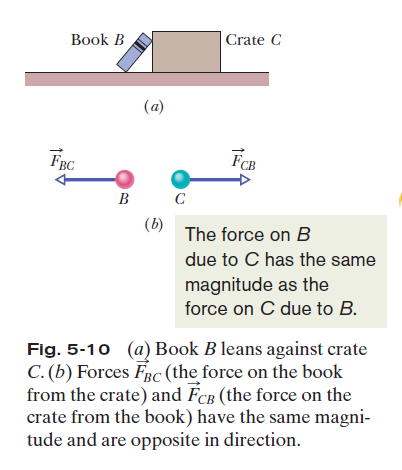 Book B
Crate C
(a)
F⃗BC
F⃗CB
B
C
(b)
The force on B
due to C has the same
magnitude as the
force on C due to B.
Fig. 5-10 (a) Book B leans against crate
C. (b) Forces F⃗BC (the force on the book
from the crate) and F⃗CB (the force on the
crate from the book) have the same magni-
tude and are opposite in direction.